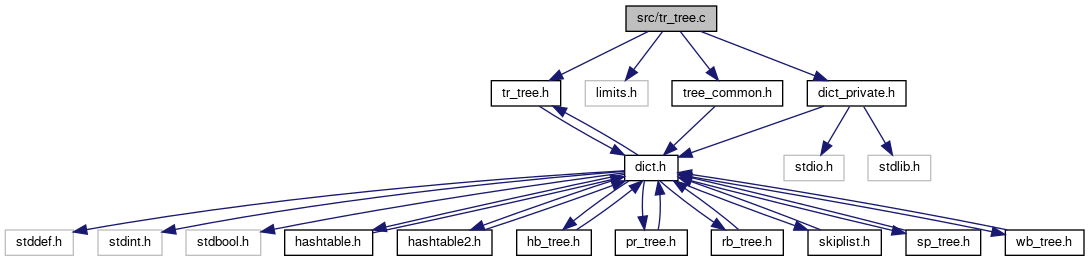 src/tr_tree.c
tr_tree.h
limits.h
tree_common.h
dict_private.h
dict.h
stdio.h
stdlib.h
stddef.h
stdint.h
stdbool.h
hashtable.h
hashtable2.h
hb_tree.h
pr_tree.h
rb_tree.h
skiplist.h
sp_tree.h
wb_tree.h